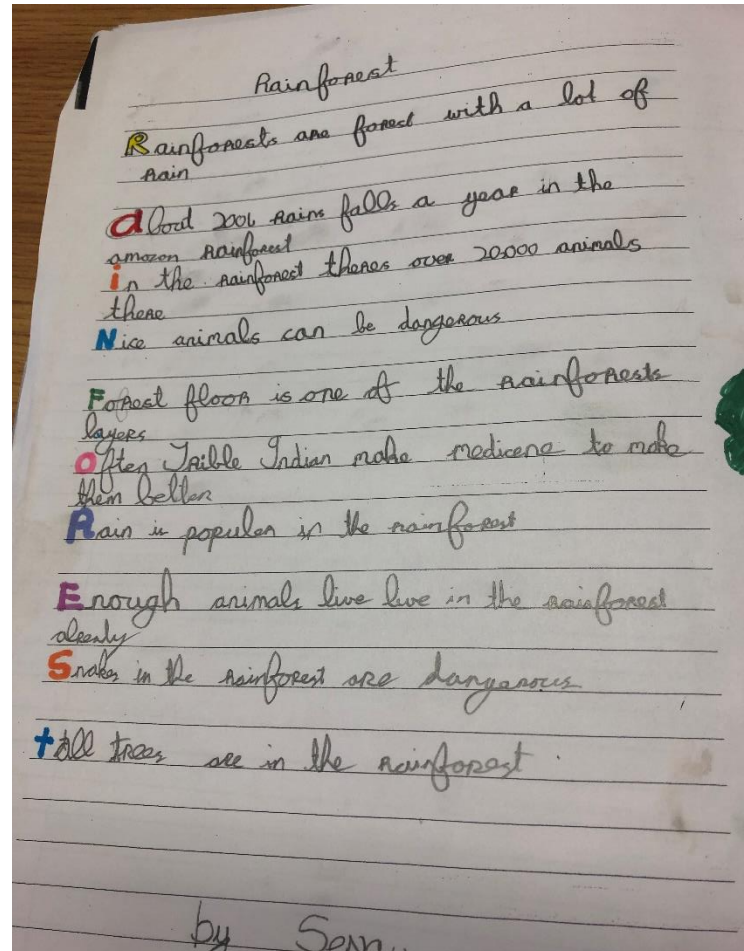 Rainforest
Rainforests are forest with a lot of
rain
about 200L rains falls a year in the
amazon rainforest
in the rainforest theres over 20000 animals
there
Nice animals can be dangerous
Forest floor is one of the rainforests
layers
Often Trible Indian make medicene to make
them better
Rain is populer in the rainforest
Enough animals live live in the rainforest
alrealy
Snakes in the rainforest are dangarous
tall trees are in the rainforest
by